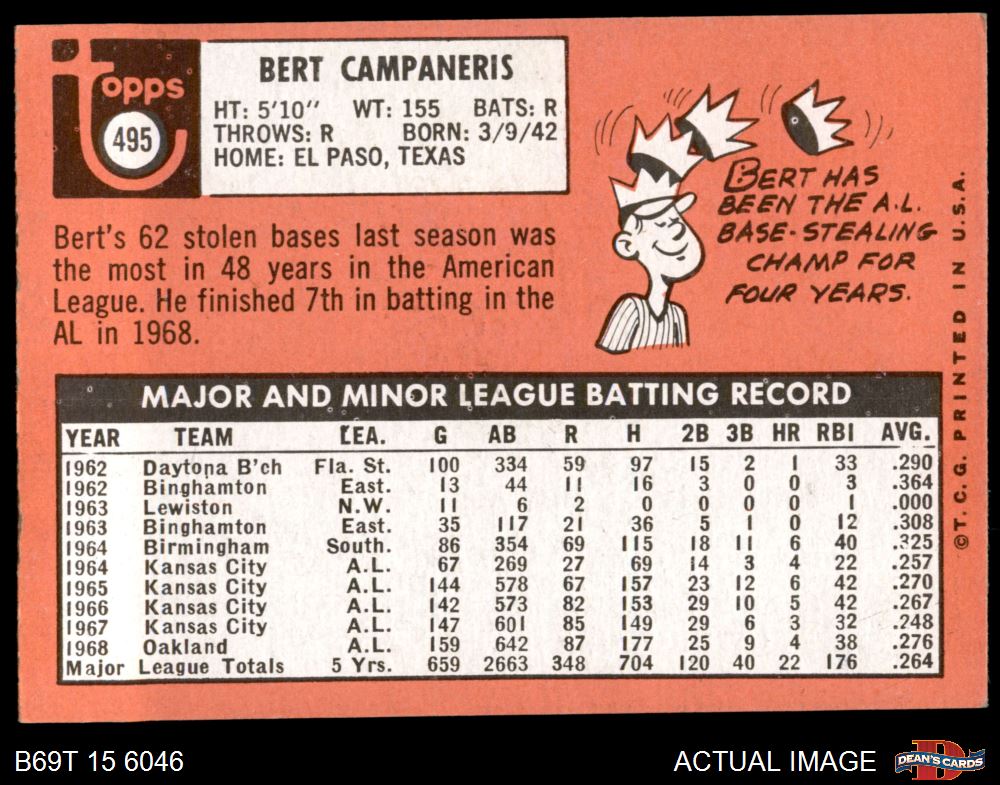 Topps
495
BERT CAMPANERIS
HT: 5'10" WT: 155 BATS: R
THROWS: R BORN: 3/9/42
HOME: EL PASO, TEXAS
Bert's 62 stolen bases last season was
the most in 48 years in the American
League. He finished 7th in batting in the
AL in 1968.
BERT HAS
BEEN THE A.L.
BASE-STEALING
CHAMP FOR
FOUR YEARS.
©T.C.G. PRINTED IN U.S.A.
MAJOR AND MINOR LEAGUE BATTING RECORD
YEAR TEAM LEA. G AB R H 2B 3B HR RBI AVG.
1962 Daytona B'ch Fla. St. 100 334 59 97 15 2 1 33 .290
1962 Binghamton East. 13 44 11 16 3 0 0 3 .364
1963 Lewiston N.W. 11 6 2 0 0 0 0 1 .000
1963 Binghamton East. 35 117 21 36 5 1 0 12 .308
1964 Birmingham South. 86 354 69 115 18 11 6 40 .325
1964 Kansas City A.L. 67 269 27 69 14 3 4 22 .257
1965 Kansas City A.L. 144 578 67 157 23 12 6 42 .270
1966 Kansas City A.L. 142 573 82 153 29 10 5 42 .267
1967 Kansas City A.L. 147 601 85 149 29 6 3 32 .248
1968 Oakland A.L. 159 642 87 177 25 9 4 38 .276
Major League Totals 5 Yrs. 659 2663 348 704 120 40 22 176 .264
B69T 15 6046
ACTUAL IMAGE
D
DEAN'S CARDS